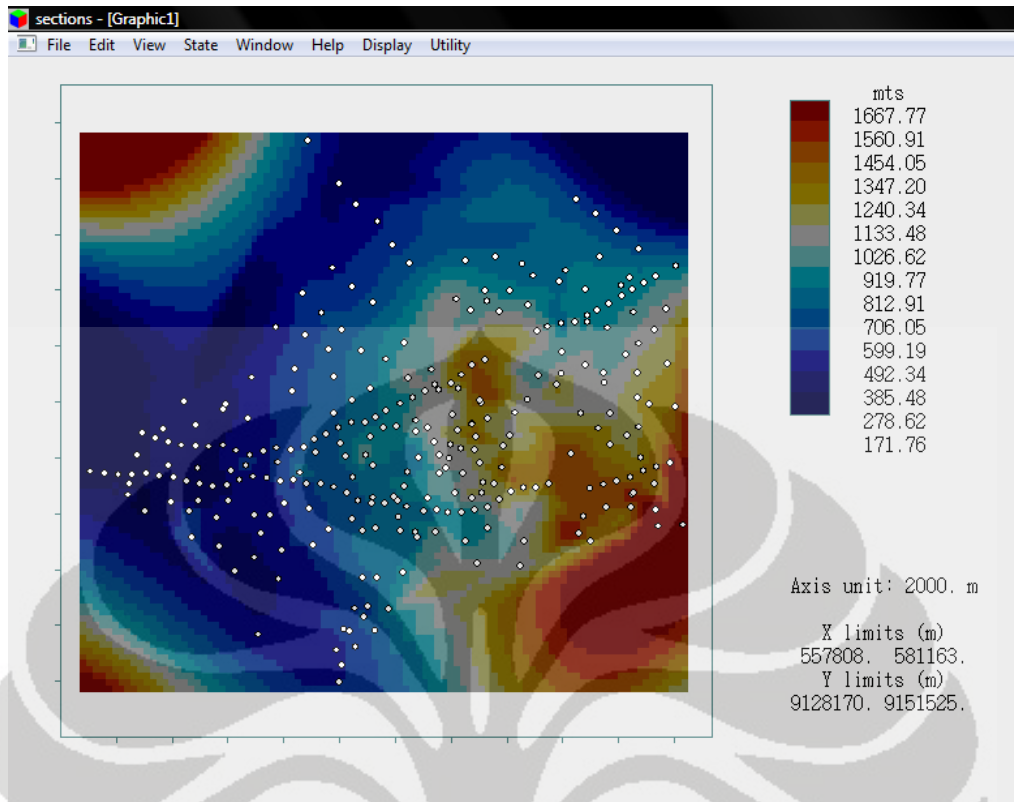 sections - [Graphic1]
File Edit View State Window Help Display Utility
mts
1667.77
1560.91
1454.05
1347.20
1240.34
1133.48
1026.62
919.77
812.91
706.05
599.19
492.34
385.48
278.62
171.76
Axis unit: 2000. m
X limits (m)
557808. 581163.
Y limits (m)
9128170. 9151525.